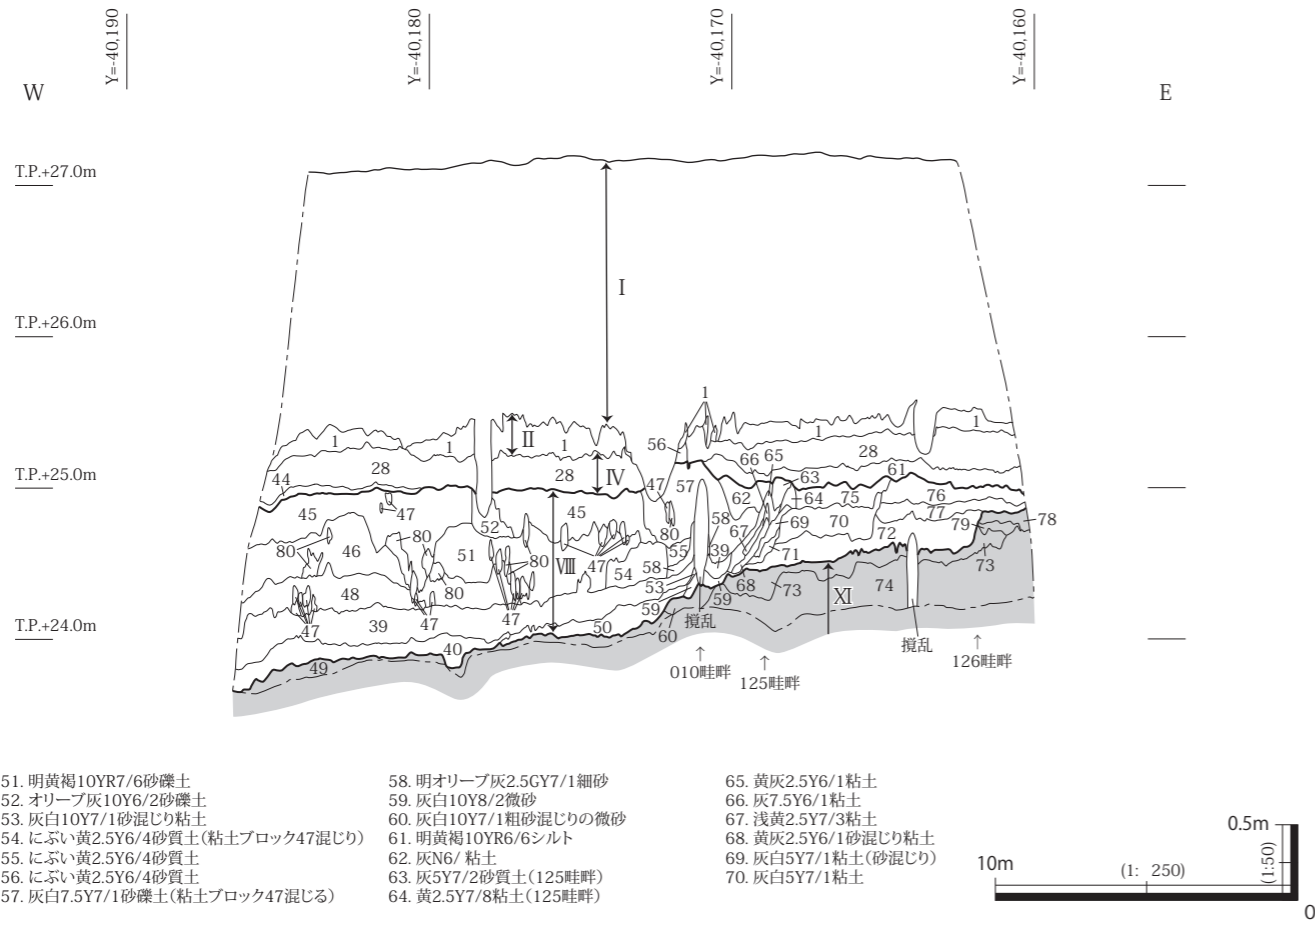 Y=-40,190
Y=-40,180
Y=-40,170
Y=-40,160
W
E
T.P.+27.0m
I
T.P.+26.0m
1
1
1
II
1
56
1
28
1
T.P.+25.0m
44
28
28
IV
47
57
66
65
63
61
45
47
52
45
80
62
64
75
76
80
46
80
51
80
VIII
47
54
55
58
58
39
67
69
70
77
79
78
48
80
53
71
72
73
47
39
47
47
59
59
68
73
XI
74
T.P.+24.0m
50
60
攪乱
攪乱
49
40
↑
010畦畔
↑
125畦畔
↑
126畦畔
51. 明黄褐10YR7/6砂礫土
52. オリーブ灰10Y6/2砂礫土
53. 灰白10Y7/1砂混じり粘土
54. にぶい黄2.5Y6/4砂質土(粘土ブロック47混じり)
55. にぶい黄2.5Y6/4砂質土
56. にぶい黄2.5Y6/4砂質土
57. 灰白7.5Y7/1砂礫土(粘土ブロック47混じる)
58. 明オリーブ灰2.5GY7/1細砂
59. 灰白10Y8/2微砂
60. 灰白10Y7/1粗砂混じりの微砂
61. 明黄褐10YR6/6シルト
62. 灰N6/ 粘土
63. 灰5Y7/2砂質土(125畦畔)
64. 黄2.5Y7/8粘土(125畦畔)
65. 黄灰2.5Y6/1粘土
66. 灰7.5Y6/1粘土
67. 浅黄2.5Y7/3粘土
68. 黄灰2.5Y6/1砂混じり粘土
69. 灰白5Y7/1粘土(砂混じり)
70. 灰白5Y7/1粘土
0.5m
10m
(1: 250)
(1:50)
0